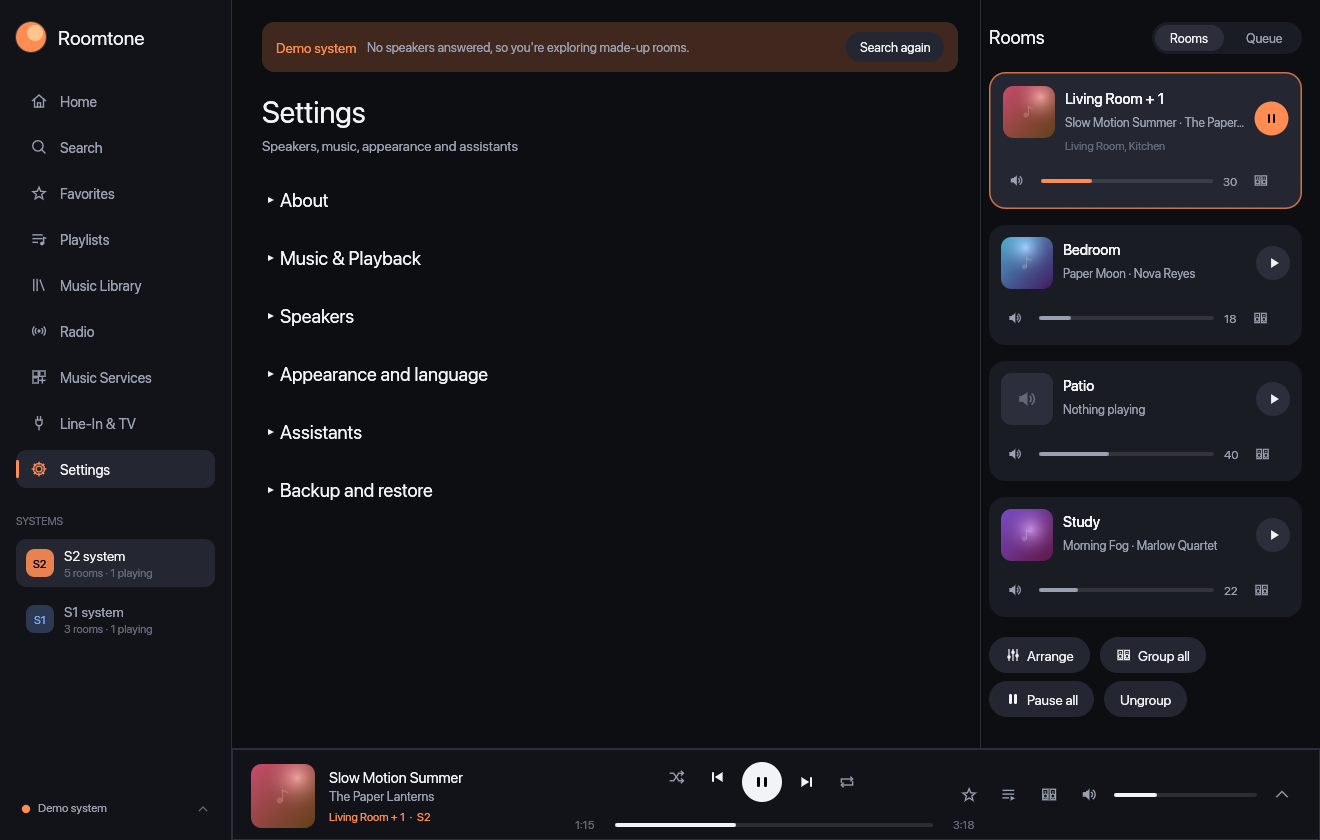 Roomtone
Home
Search
Favorites
Playlists
Music Library
Radio
Music Services
Line-In & TV
Settings
SYSTEMS
S2
S2 system
5 rooms · 1 playing
S1
S1 system
3 rooms · 1 playing
Demo system
Demo system No speakers answered, so you're exploring made-up rooms. Search again
Settings
Speakers, music, appearance and assistants
About
Music & Playback
Speakers
Appearance and language
Assistants
Backup and restore
Rooms
Rooms Queue
Living Room + 1
Slow Motion Summer · The Paper...
Living Room, Kitchen
30
Bedroom
Paper Moon · Nova Reyes
18
Patio
Nothing playing
40
Study
Morning Fog · Marlow Quartet
22
Arrange Group all
Pause all Ungroup
Slow Motion Summer
The Paper Lanterns
Living Room + 1 · S2
1:15 3:18